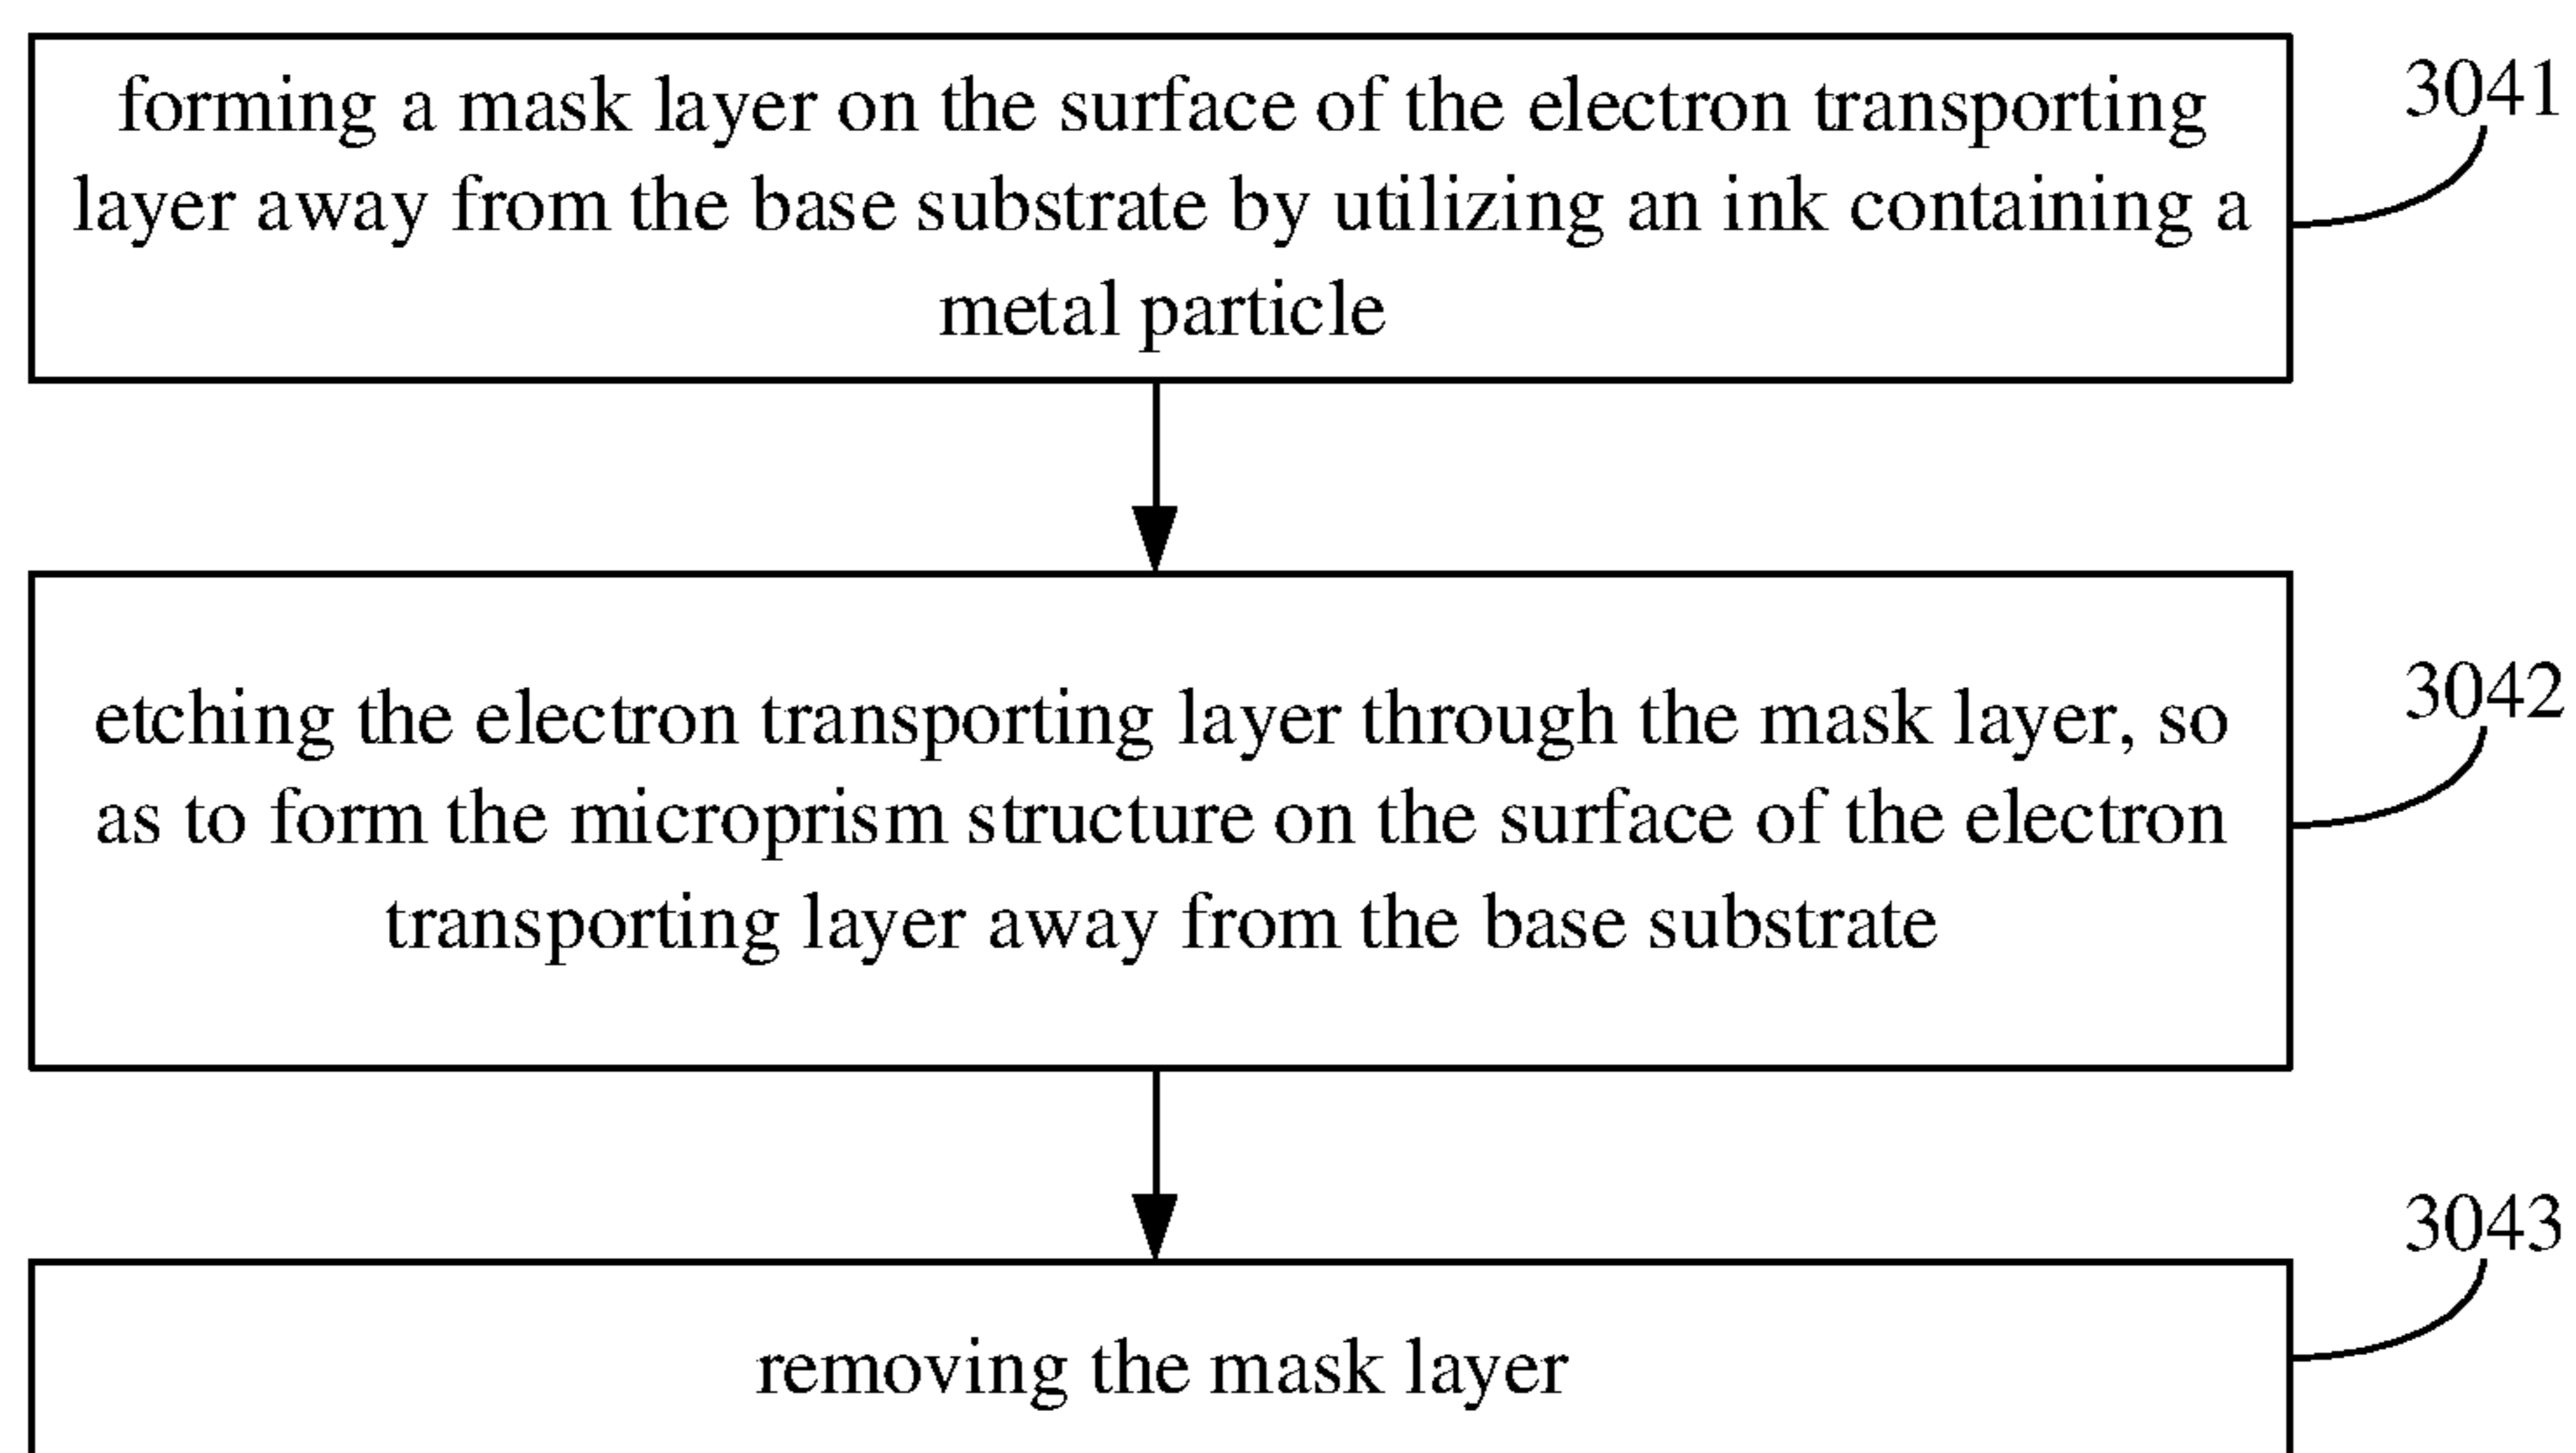 forming a mask layer on the surface of the electron transporting
layer away from the base substrate by utilizing an ink containing a
metal particle
3041
etching the electron transporting layer through the mask layer, so
as to form the microprism structure on the surface of the electron
transporting layer away from the base substrate
3042
removing the mask layer
3043